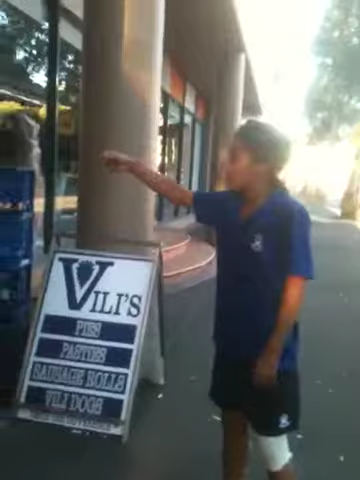 VILI'S
PIES
PASTIES
SAUSAGE ROLLS
VILI DOGS